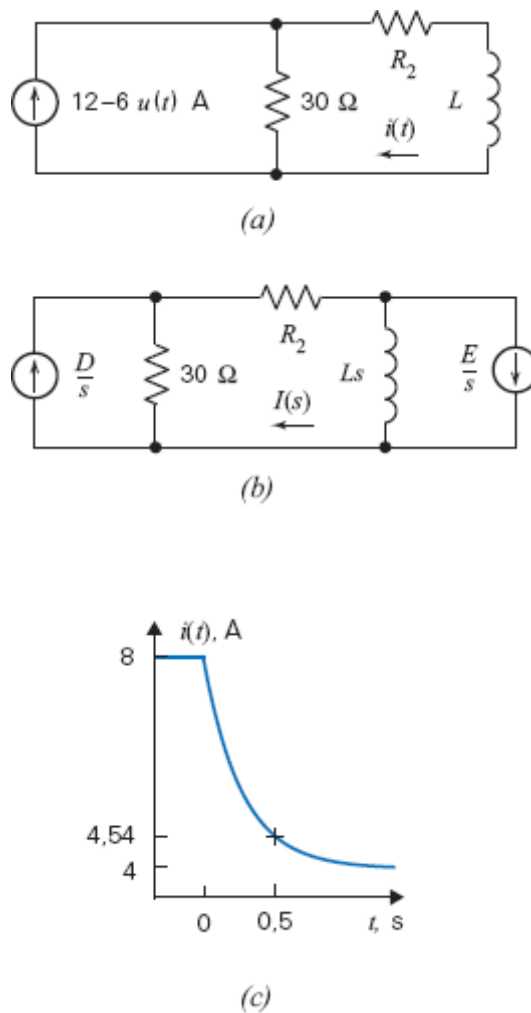 R₂
12–6 u(t) A
30 Ω
L
i(t)
(a)
R₂
D/s
30 Ω
Ls
E/s
I(s)
(b)
i(t), A
8
4,54
4
0
0,5
t, s
(c)